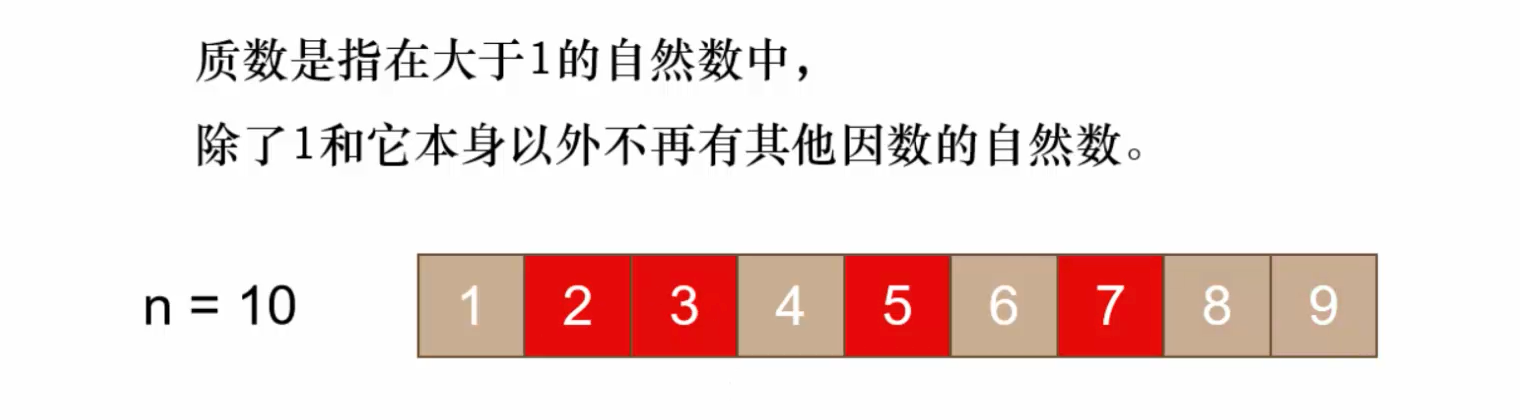 质数是指在大于1的自然数中，
除了1和它本身以外不再有其他因数的自然数。
n = 10 1 2 3 4 5 6 7 8 9